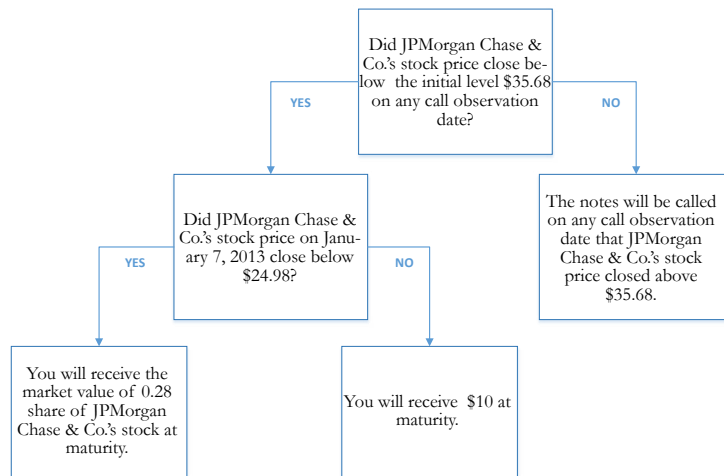 Did JPMorgan Chase &
Co.'s stock price close be-
low the initial level $35.68
on any call observation
date?
YES
NO
Did JPMorgan Chase &
Co.'s stock price on Janu-
ary 7, 2013 close below
$24.98?
The notes will be called
on any call observation
date that JPMorgan
Chase & Co.'s stock
price closed above
$35.68.
YES
NO
You will receive the
market value of 0.28
share of JPMorgan
Chase & Co.'s stock at
maturity.
You will receive $10 at
maturity.